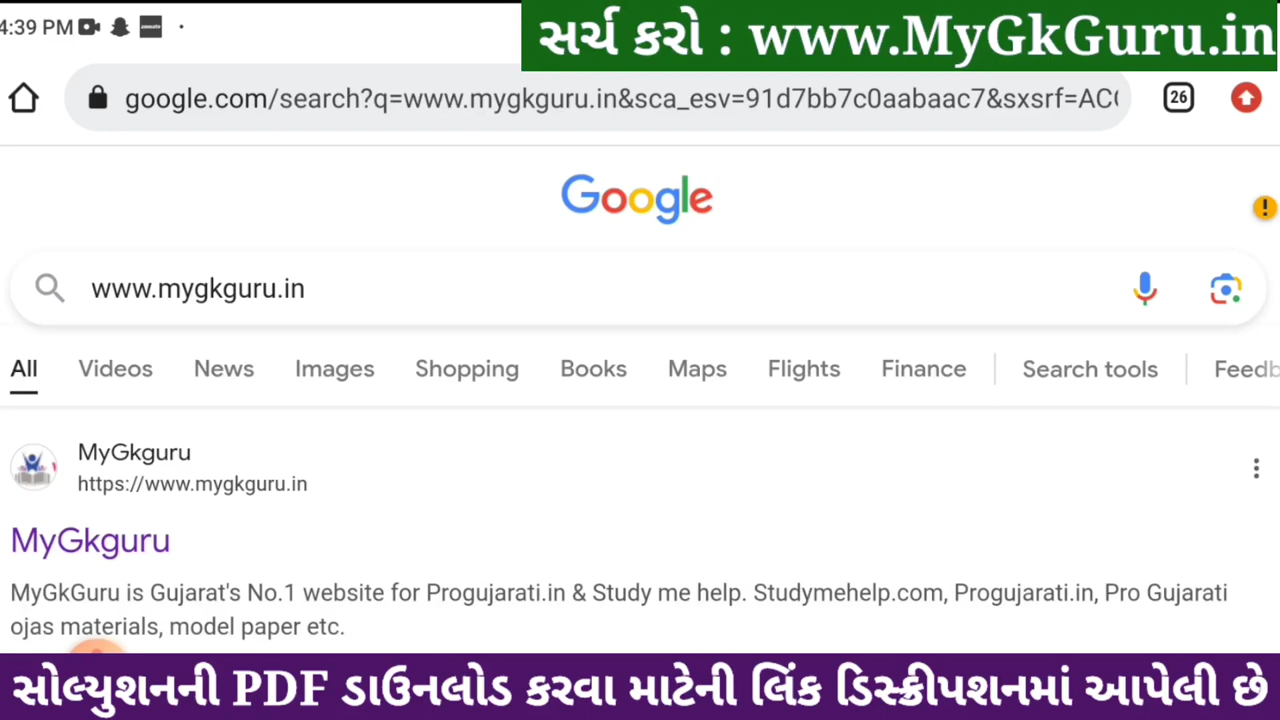 4:39 PM
સર્ચ કરો : www.MyGkGuru.in
google.com/search?q=www.mygkguru.in&sca_esv=91d7bb7c0aabaac7&sxsrf=AC
26
Google
www.mygkguru.in
All Videos News Images Shopping Books Maps Flights Finance Search tools Feedb
MyGkguru
https://www.mygkguru.in
MyGkguru
MyGkGuru is Gujarat's No.1 website for Progujarati.in & Study me help. Studymehelp.com, Progujarati.in, Pro Gujarati
ojas materials, model paper etc.
સોલ્યુશનની PDF ડાઉનલોડ કરવા માટેની લિંક ડિસ્ક્રીપશનમાં આપેલી છે